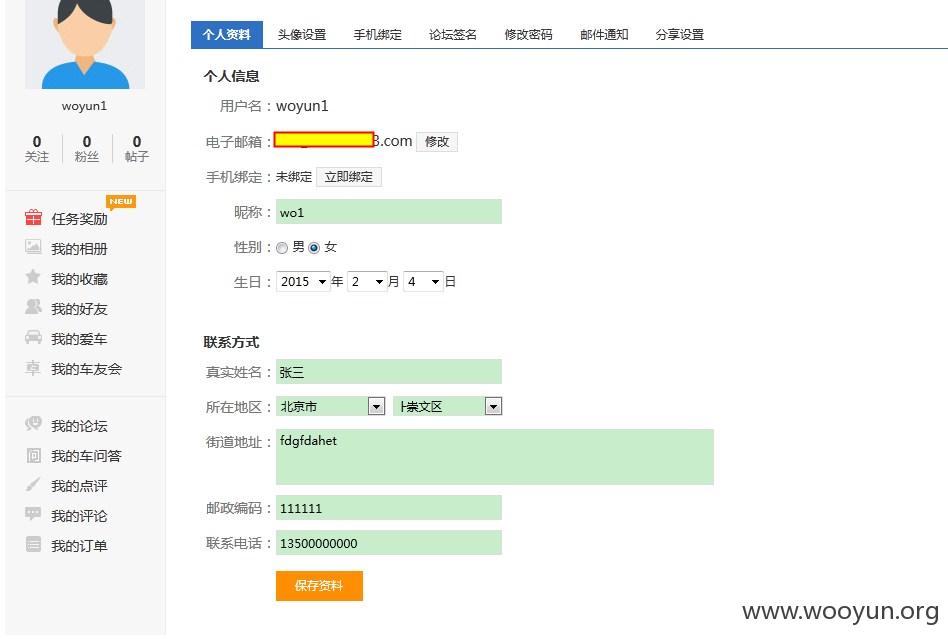 个人资料 头像设置 手机绑定 论坛签名 修改密码 邮件通知 分享设置
woyun1
0 0 0
关注 粉丝 帖子
NEW
任务奖励
我的相册
我的收藏
我的好友
我的爱车
我的车友会
我的论坛
我的车问答
我的点评
我的评论
我的订单
个人信息
用户名：woyun1
电子邮箱： 3.com 修改
手机绑定：未绑定 立即绑定
昵称：wo1
性别： 男 女
生日：2015 年 2 月 4 日
联系方式
真实姓名：张三
所在地区：北京市 ├崇文区
街道地址：fdgfdahet
邮政编码：111111
联系电话：13500000000
保存资料
www.wooyun.org